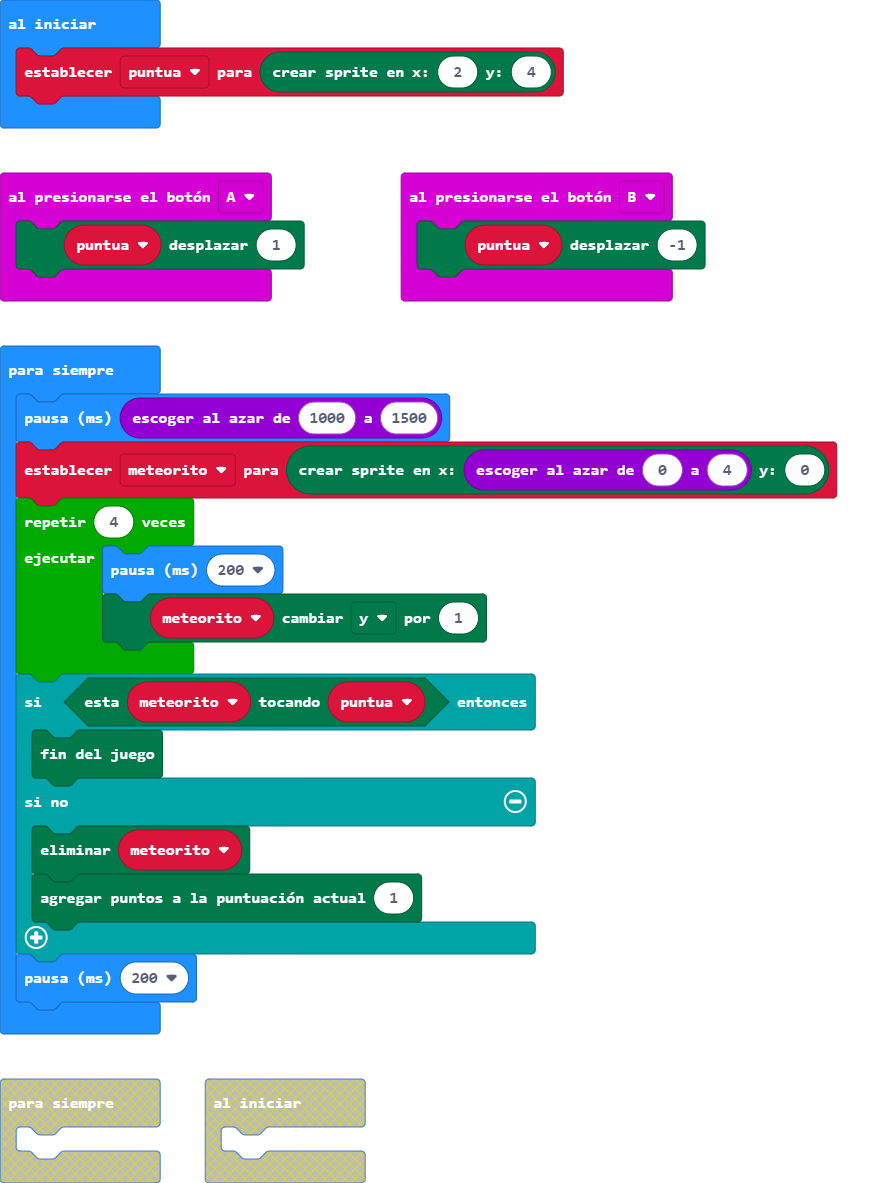 al iniciar
establecer puntua para crear sprite en x: 2 y: 4
al presionarse el botón A
puntua desplazar 1
al presionarse el botón B
puntua desplazar -1
para siempre
pausa (ms) escoger al azar de 1000 a 1500
establecer meteorito para crear sprite en x: escoger al azar de 0 a 4 y: 0
repetir 4 veces
ejecutar
pausa (ms) 200
meteorito cambiar y por 1
si esta meteorito tocando puntua entonces
fin del juego
si no
eliminar meteorito
agregar puntos a la puntuación actual 1
pausa (ms) 200
para siempre
al iniciar